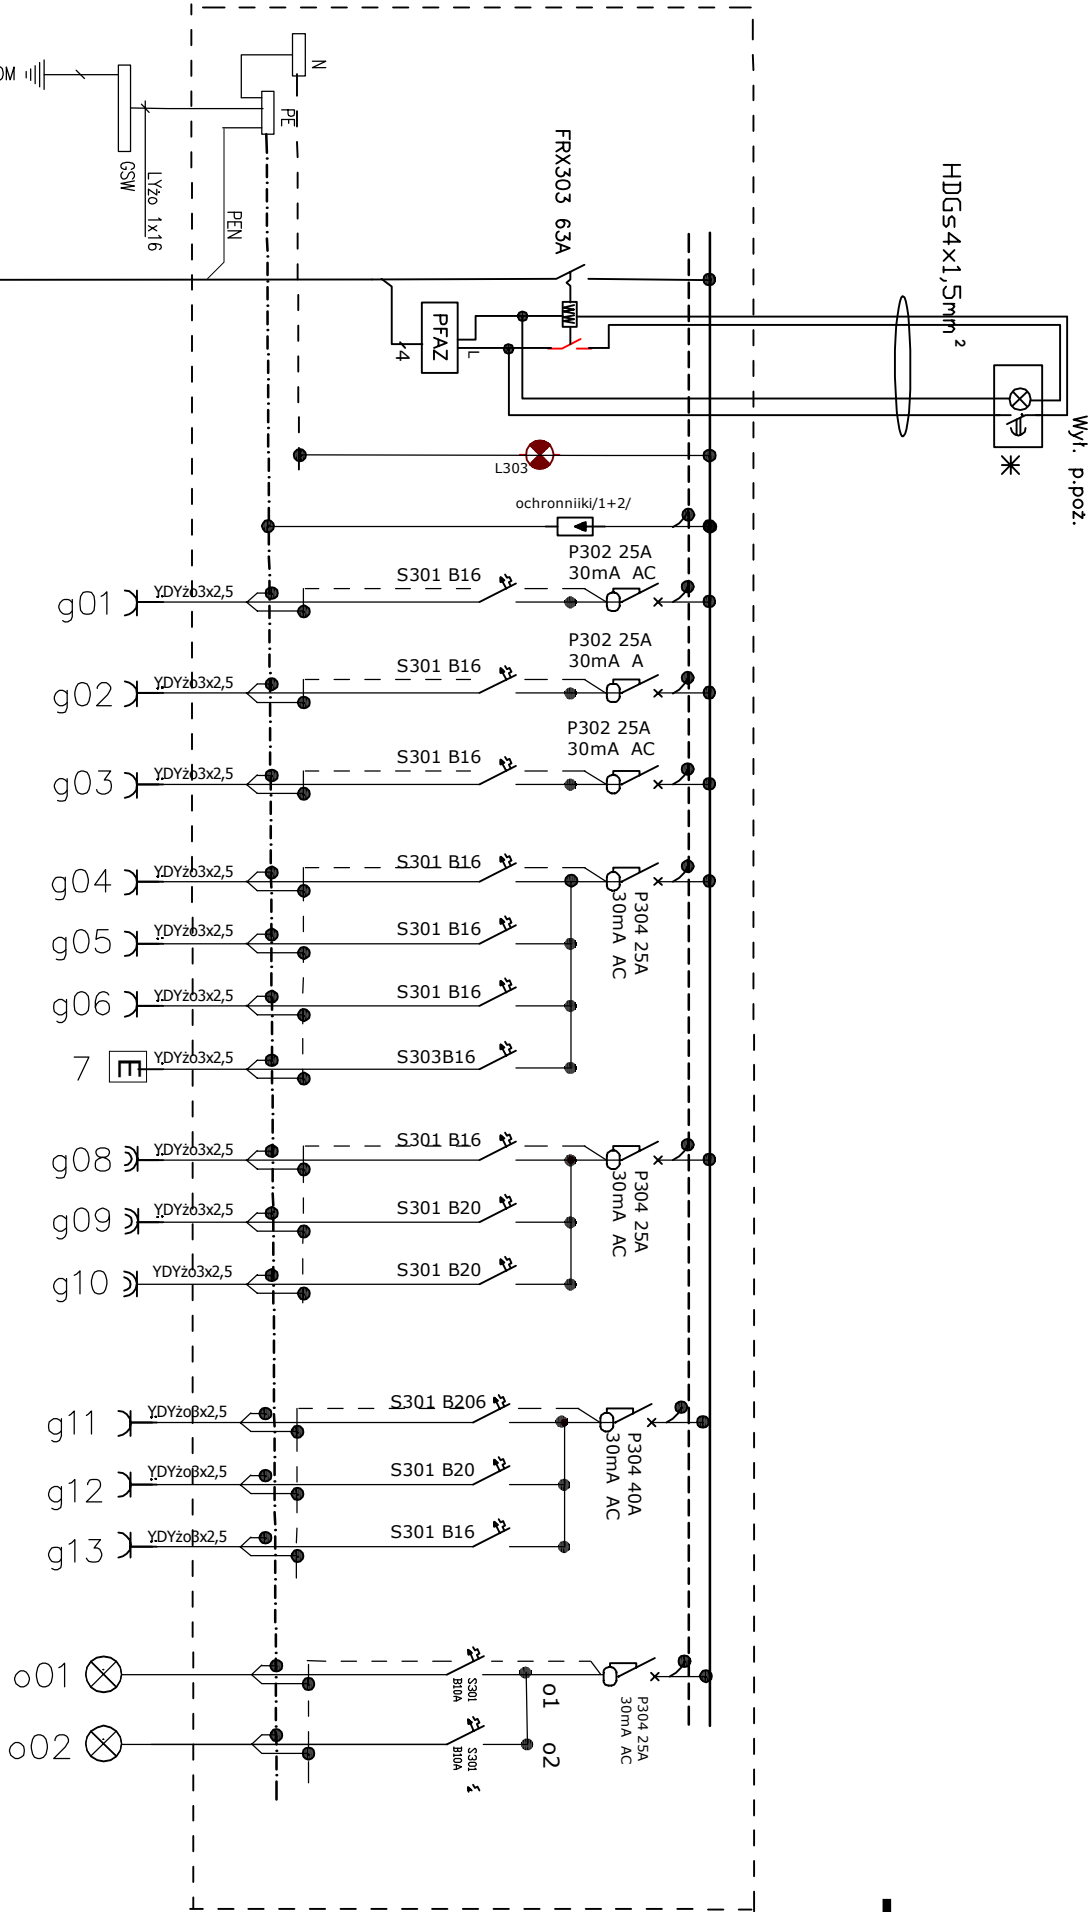 N
OM
PE
GSW
LYżo 1x16
PEN
FRX303 63A
HDGs4x1,5mm²
WW
PFAZ
L
4
Wył. p.poż.
L303
ochronniiki/1+2/
P302 25A
30mA AC
g01
YDYżo3x2,5
S301 B16
P302 25A
30mA A
g02
YDYżo3x2,5
S301 B16
P302 25A
30mA AC
g03
YDYżo3x2,5
S301 B16
g04
YDYżo3x2,5
S301 B16
P304 25A
30mA AC
g05
YDYżo3x2,5
S301 B16
g06
YDYżo3x2,5
S301 B16
7
E
YDYżo3x2,5
S303B16
g08
YDYżo3x2,5
S301 B16
P304 25A
30mA AC
g09
YDYżo3x2,5
S301 B20
g10
YDYżo3x2,5
S301 B20
g11
YDYżo3x2,5
S301 B206
P304 40A
30mA AC
g12
YDYżo3x2,5
S301 B20
g13
YDYżo3x2,5
S301 B16
o01
S301
B10A
o1
P304 25A
30mA AC
o02
S301
B10A
o2